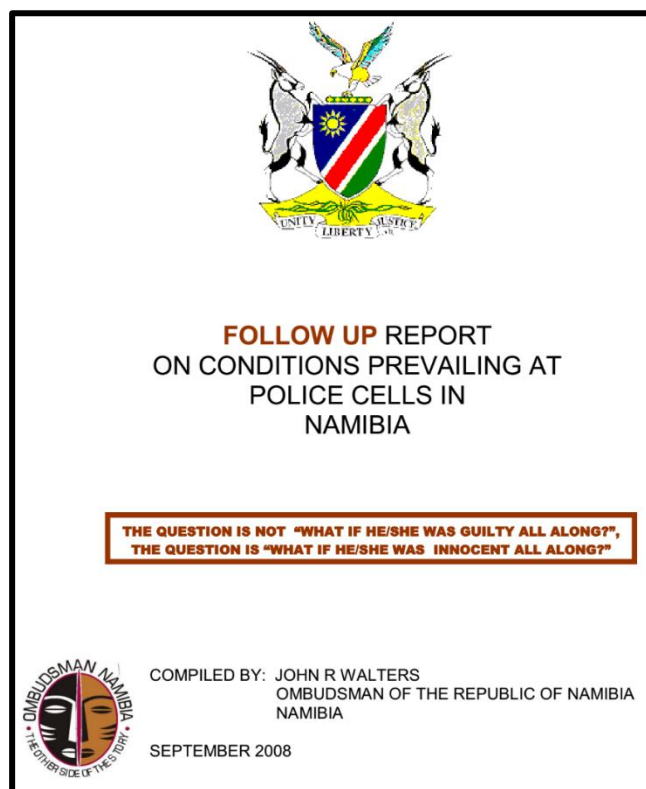 UNITY LIBERTY JUSTICE
FOLLOW UP REPORT
ON CONDITIONS PREVAILING AT
POLICE CELLS IN
NAMIBIA
THE QUESTION IS NOT “WHAT IF HE/SHE WAS GUILTY ALL ALONG?”,
THE QUESTION IS “WHAT IF HE/SHE WAS INNOCENT ALL ALONG?”
OMBUDSMAN NAMIBIA
• THE OTHER SIDE OF THE STORY •
COMPILED BY: JOHN R WALTERS
OMBUDSMAN OF THE REPUBLIC OF NAMIBIA
NAMIBIA
SEPTEMBER 2008